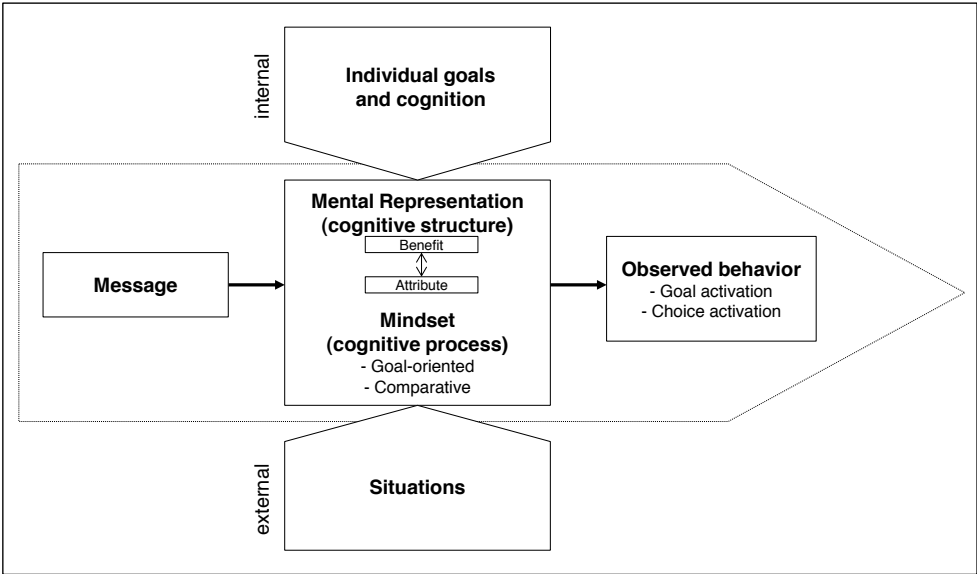 internal
Individual goals
and cognition
Message
Mental Representation
(cognitive structure)
Benefit
Attribute
Mindset
(cognitive process)
- Goal-oriented
- Comparative
Observed behavior
- Goal activation
- Choice activation
external
Situations